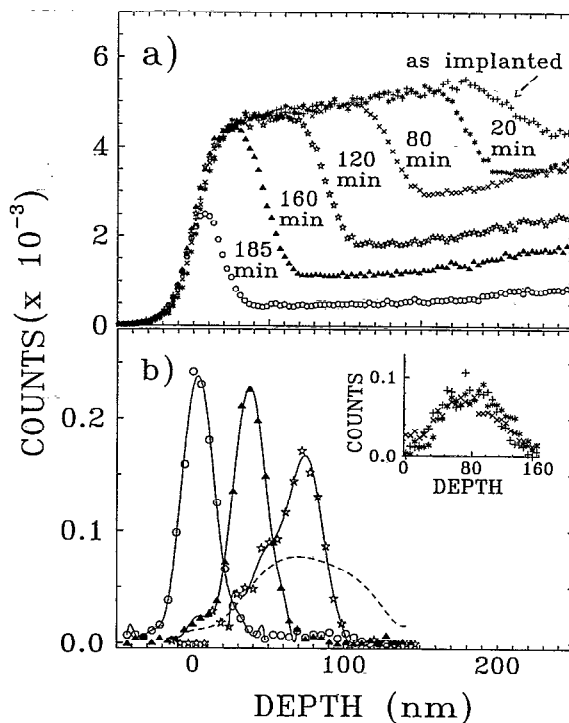 6
a)
as implanted
4
20
min
80
min
120
min
2
160
min
185
min
0
COUNTS(x 10⁻³)
b)
0.2
0.1
0.0
COUNTS
0.1
0.0
0
80
160
DEPTH
0
100
200
DEPTH (nm)